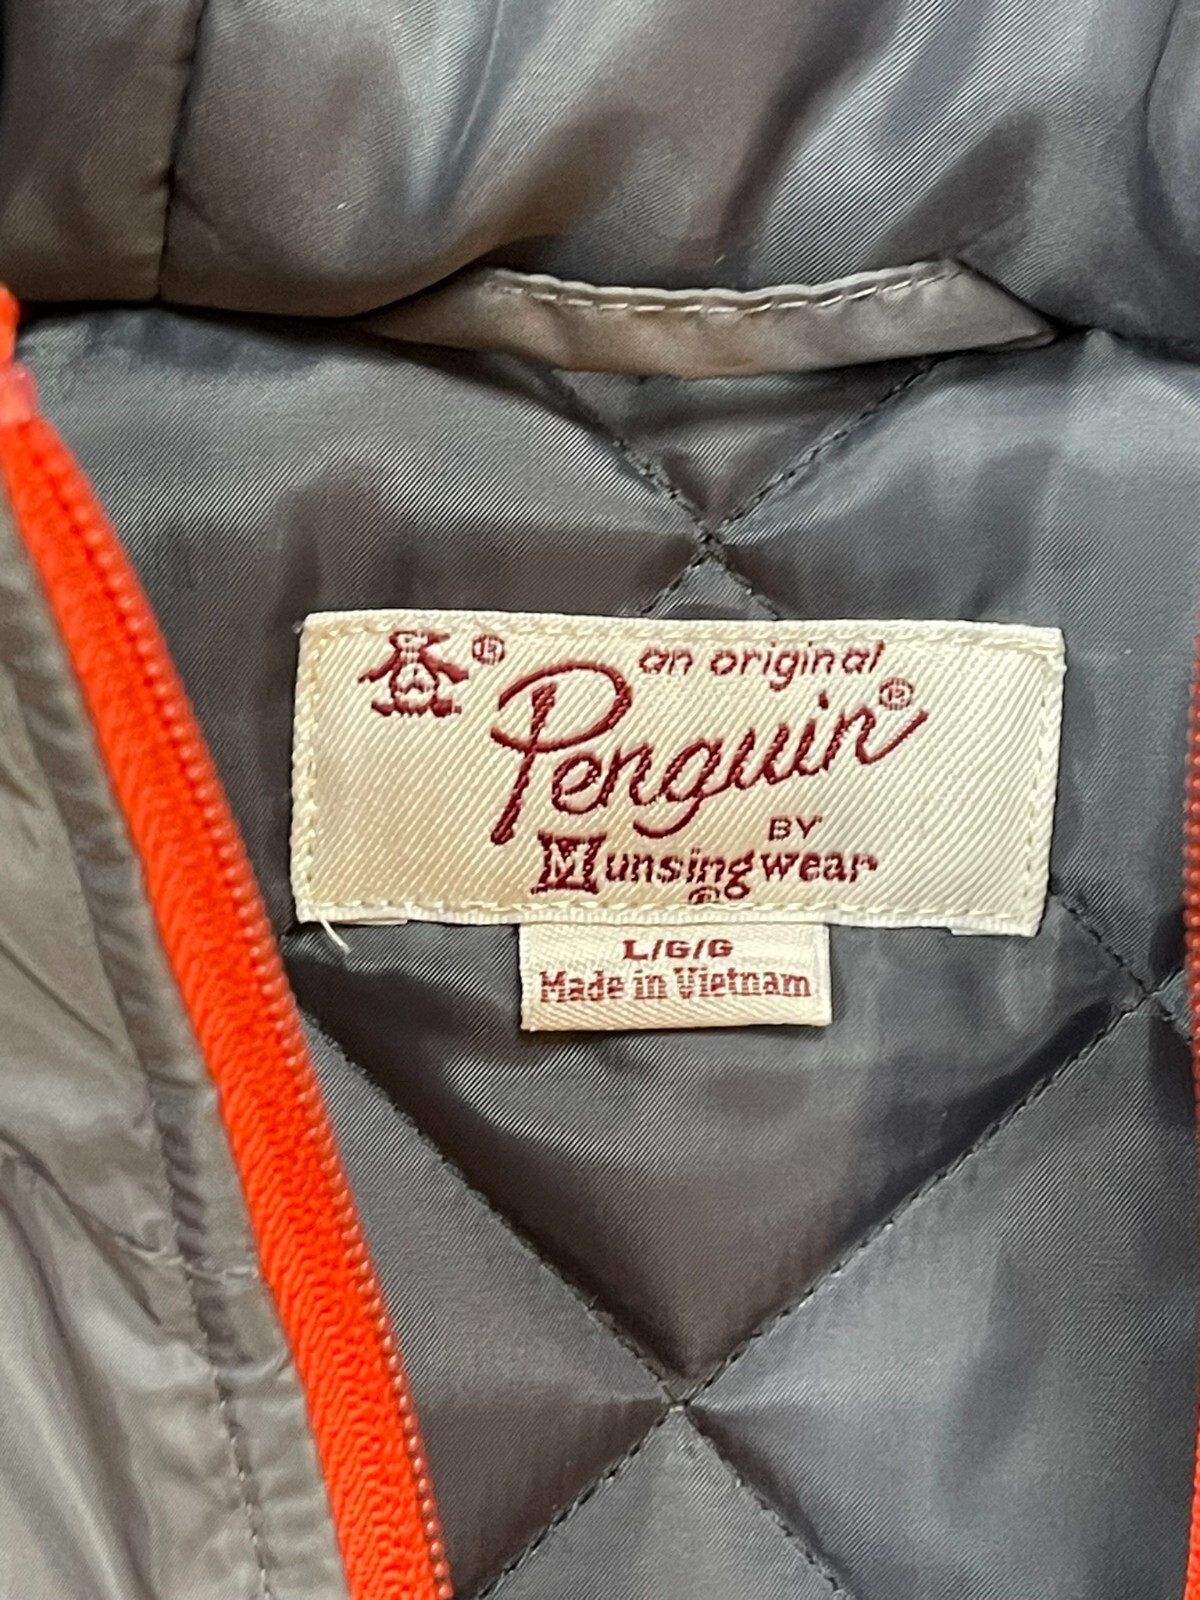 an original
Penguin®
BY
Munsingwear
®
L/G/G
Made in Vietnam